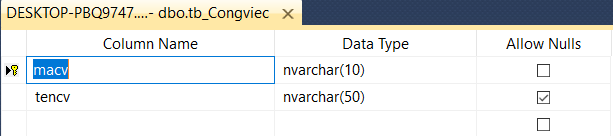 DESKTOP-PBQ9747....- dbo.tb_Congviec
Column Name Data Type Allow Nulls
macv nvarchar(10)
tencv nvarchar(50)